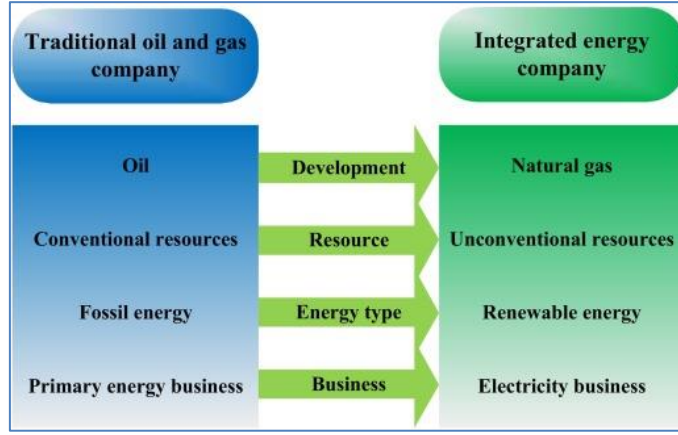 Traditional oil and gas
company
Integrated energy
company
Oil
Development
Natural gas
Conventional resources
Resource
Unconventional resources
Fossil energy
Energy type
Renewable energy
Primary energy business
Business
Electricity business